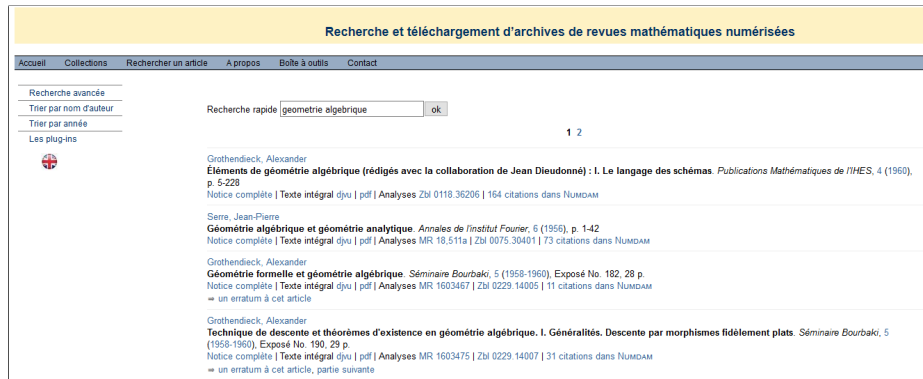 Recherche et téléchargement d'archives de revues mathématiques numérisées
Accueil Collections Rechercher un article A propos Boîte à outils Contact
Recherche avancée
Trier par nom d'auteur
Trier par année
Les plug-ins
Recherche rapide geometrie algebrique ok
1 2
Grothendieck, Alexander
Éléments de géométrie algébrique (rédigés avec la collaboration de Jean Dieudonné) : I. Le langage des schémas. Publications Mathématiques de l'IHES, 4 (1960),
p. 5-228
Notice complète | Texte intégral djvu | pdf | Analyses Zbl 0118.36206 | 164 citations dans NUMDAM
Serre, Jean-Pierre
Géométrie algébrique et géométrie analytique. Annales de l'institut Fourier, 6 (1956), p. 1-42
Notice complète | Texte intégral djvu | pdf | Analyses MR 18,511a | Zbl 0075.30401 | 73 citations dans NUMDAM
Grothendieck, Alexander
Géométrie formelle et géométrie algébrique. Séminaire Bourbaki, 5 (1958-1960), Exposé No. 182, 28 p.
Notice complète | Texte intégral djvu | pdf | Analyses MR 1603467 | Zbl 0229.14005 | 11 citations dans NUMDAM
⇒ un erratum à cet article
Grothendieck, Alexander
Technique de descente et théorèmes d'existence en géométrie algébrique. I. Généralités. Descente par morphismes fidèlement plats. Séminaire Bourbaki, 5
(1958-1960), Exposé No. 190, 29 p.
Notice complète | Texte intégral djvu | pdf | Analyses MR 1603475 | Zbl 0229.14007 | 31 citations dans NUMDAM
⇒ un erratum à cet article, partie suivante